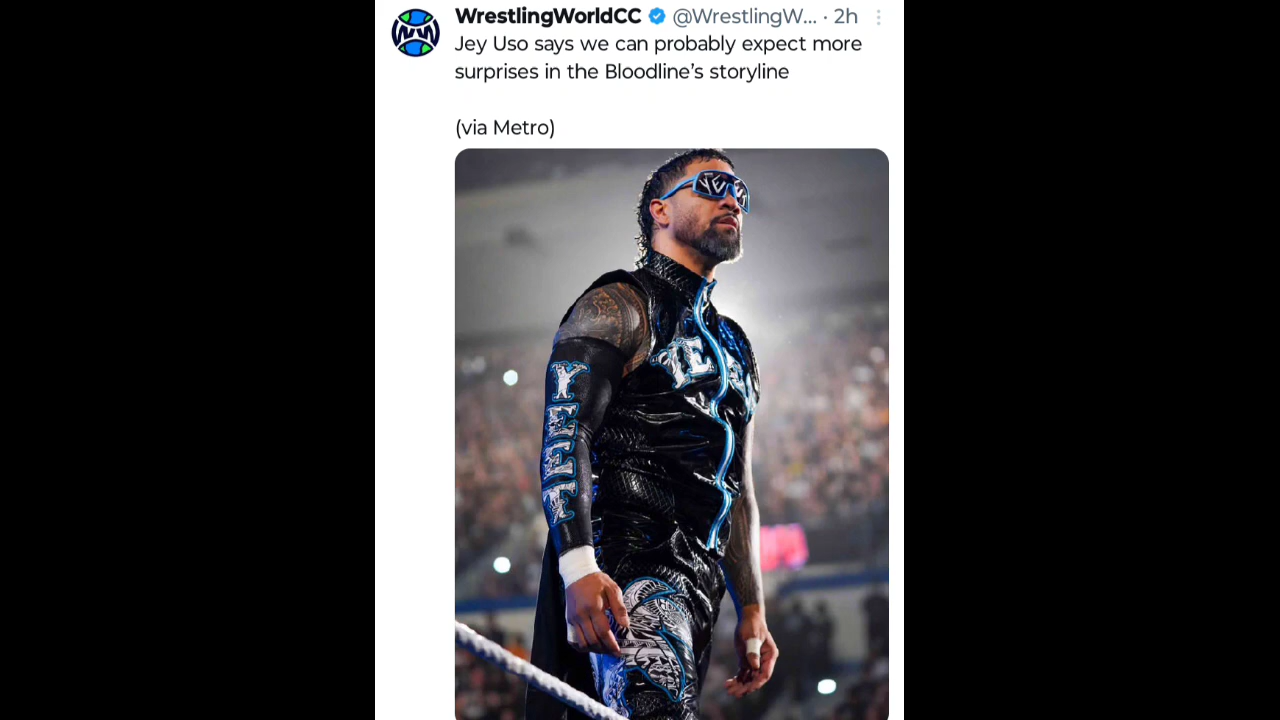 WrestlingWorldCC @WrestlingW... · 2h
Jey Uso says we can probably expect more
surprises in the Bloodline's storyline
(via Metro)
YEET
YEET
YEET